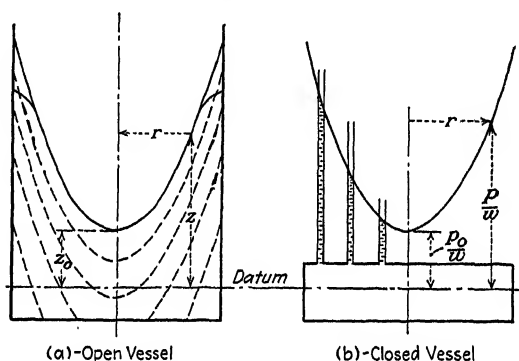 r
z
z₀
Datum
r
p/w
p₀/w
(a)-Open Vessel
(b)-Closed Vessel